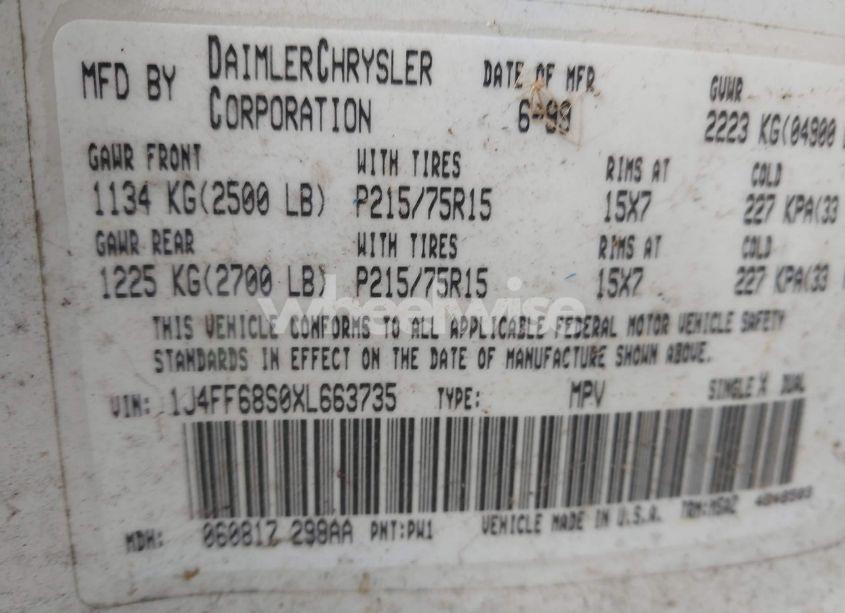 MFD BY DAIMLERCHRYSLER CORPORATION DATE OF MFR 6-99 GVWR 2223 KG(04900
GAWR FRONT WITH TIRES RIMS AT COLD
1134 KG(2500 LB) P215/75R15 15X7 227 KPA(33
GAWR REAR WITH TIRES RIMS AT COLD
1225 KG(2700 LB) P215/75R15 15X7 227 KPA(33
wheelwise
THIS VEHICLE CONFORMS TO ALL APPLICABLE FEDERAL MOTOR VEHICLE SAFETY
STANDARDS IN EFFECT ON THE DATE OF MANUFACTURE SHOWN ABOVE.
VIN: 1J4FF68S0XL663735 TYPE: MPV SINGLE X DUAL
MDH: 060817 298AA PNT:PW1 VEHICLE MADE IN U.S.A. TRM:MSAZ